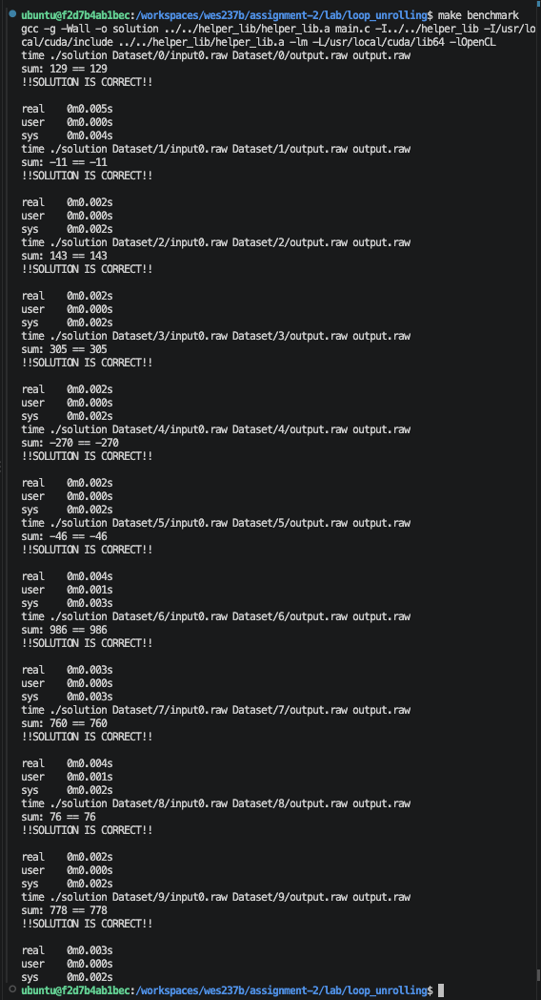 ubuntu@f2d7b4ab1bec:/workspaces/wes237b/assignment-2/lab/loop_unrolling$ make benchmark
gcc -g -Wall -o solution ../../helper_lib/helper_lib.a main.c -I../../helper_lib -I/usr/lo
cal/cuda/include ../../helper_lib/helper_lib.a -lm -L/usr/local/cuda/lib64 -lOpenCL
time ./solution Dataset/0/input0.raw Dataset/0/output.raw output.raw
sum: 129 == 129
!!SOLUTION IS CORRECT!!

real    0m0.005s
user    0m0.000s
sys     0m0.004s
time ./solution Dataset/1/input0.raw Dataset/1/output.raw output.raw
sum: -11 == -11
!!SOLUTION IS CORRECT!!

real    0m0.002s
user    0m0.000s
sys     0m0.002s
time ./solution Dataset/2/input0.raw Dataset/2/output.raw output.raw
sum: 143 == 143
!!SOLUTION IS CORRECT!!

real    0m0.002s
user    0m0.000s
sys     0m0.002s
time ./solution Dataset/3/input0.raw Dataset/3/output.raw output.raw
sum: 305 == 305
!!SOLUTION IS CORRECT!!

real    0m0.002s
user    0m0.000s
sys     0m0.002s
time ./solution Dataset/4/input0.raw Dataset/4/output.raw output.raw
sum: -270 == -270
!!SOLUTION IS CORRECT!!

real    0m0.002s
user    0m0.000s
sys     0m0.002s
time ./solution Dataset/5/input0.raw Dataset/5/output.raw output.raw
sum: -46 == -46
!!SOLUTION IS CORRECT!!

real    0m0.004s
user    0m0.001s
sys     0m0.003s
time ./solution Dataset/6/input0.raw Dataset/6/output.raw output.raw
sum: 986 == 986
!!SOLUTION IS CORRECT!!

real    0m0.003s
user    0m0.000s
sys     0m0.003s
time ./solution Dataset/7/input0.raw Dataset/7/output.raw output.raw
sum: 760 == 760
!!SOLUTION IS CORRECT!!

real    0m0.004s
user    0m0.001s
sys     0m0.002s
time ./solution Dataset/8/input0.raw Dataset/8/output.raw output.raw
sum: 76 == 76
!!SOLUTION IS CORRECT!!

real    0m0.002s
user    0m0.000s
sys     0m0.002s
time ./solution Dataset/9/input0.raw Dataset/9/output.raw output.raw
sum: 778 == 778
!!SOLUTION IS CORRECT!!

real    0m0.003s
user    0m0.000s
sys     0m0.002s
ubuntu@f2d7b4ab1bec:/workspaces/wes237b/assignment-2/lab/loop_unrolling$